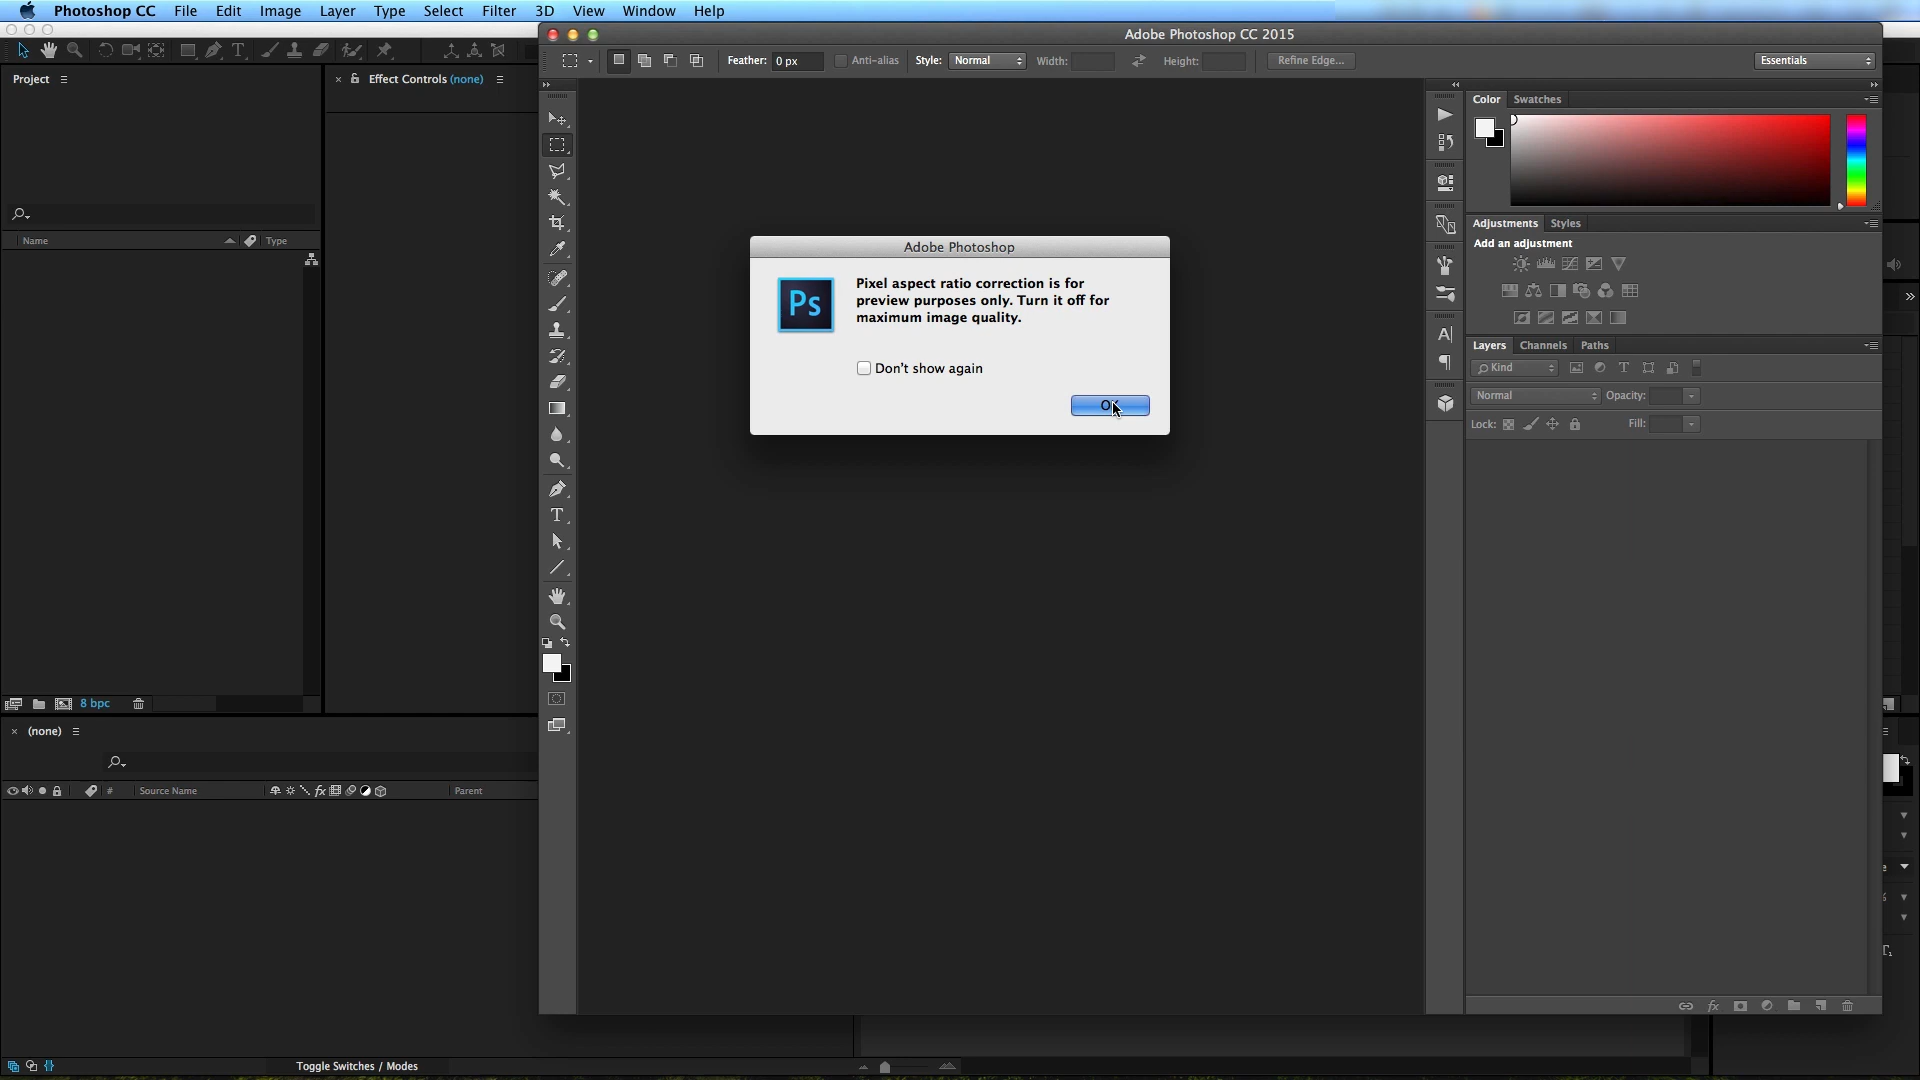 Photoshop CC File Edit Image Layer Type Select Filter 3D View Window Help
Adobe Photoshop CC 2015
Feather: 0 px Anti-alias Style: Normal Width: Height: Refine Edge... Essentials
Project
Effect Controls (none)
Name Type
8 bpc
(none)
# Source Name fx Parent
Toggle Switches / Modes
Adobe Photoshop
Ps
Pixel aspect ratio correction is for
preview purposes only. Turn it off for
maximum image quality.
Don't show again
Color Swatches
Adjustments Styles
Add an adjustment
Layers Channels Paths
Kind
Normal Opacity:
Lock: Fill:
fx